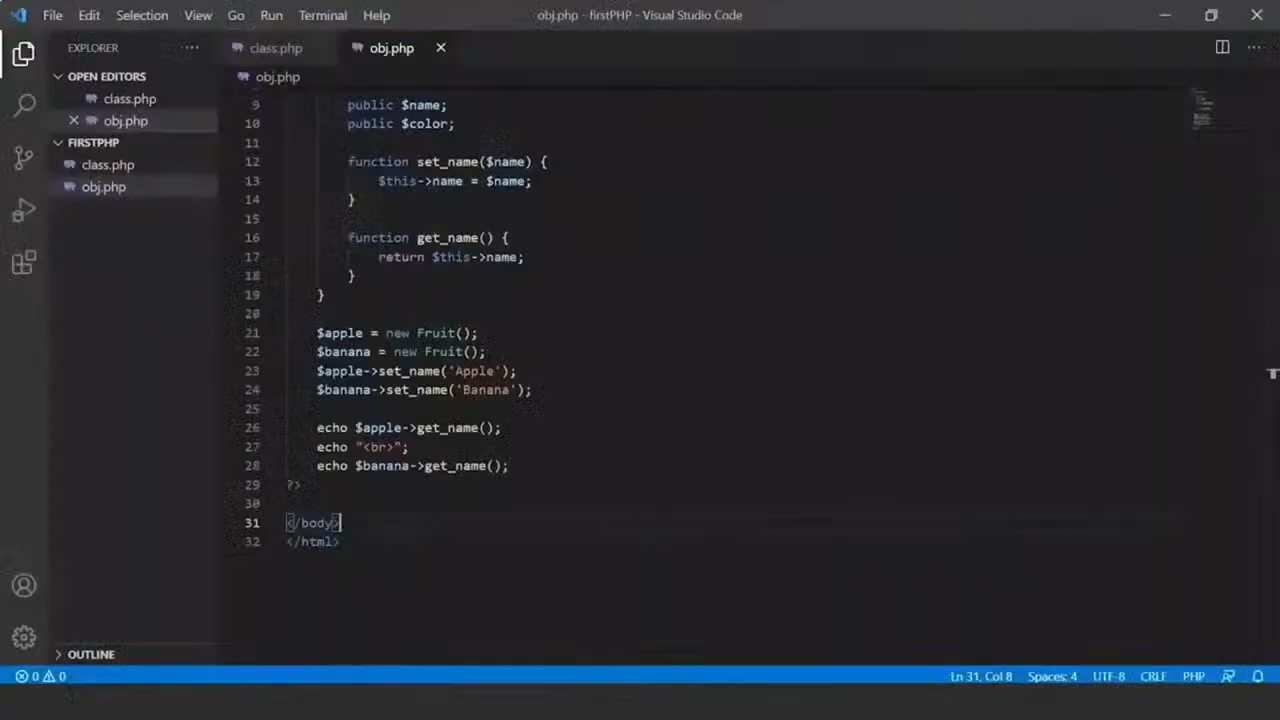 File Edit Selection View Go Run Terminal Help obj.php - firstPHP - Visual Studio Code
EXPLORER
class.php
obj.php
OPEN EDITORS
class.php
obj.php
FIRSTPHP
class.php
obj.php
obj.php
9 public $name;
10 public $color;
11
12 function set_name($name) {
13 $this->name = $name;
14 }
15
16 function get_name() {
17 return $this->name;
18 }
19 }
20
21 $apple = new Fruit();
22 $banana = new Fruit();
23 $apple->set_name('Apple');
24 $banana->set_name('Banana');
25
26 echo $apple->get_name();
27 echo "<br>";
28 echo $banana->get_name();
29 ?>
30
31 </body>
32 </html>
OUTLINE
0 0 Ln 31, Col 8 Spaces: 4 UTF-8 CRLF PHP